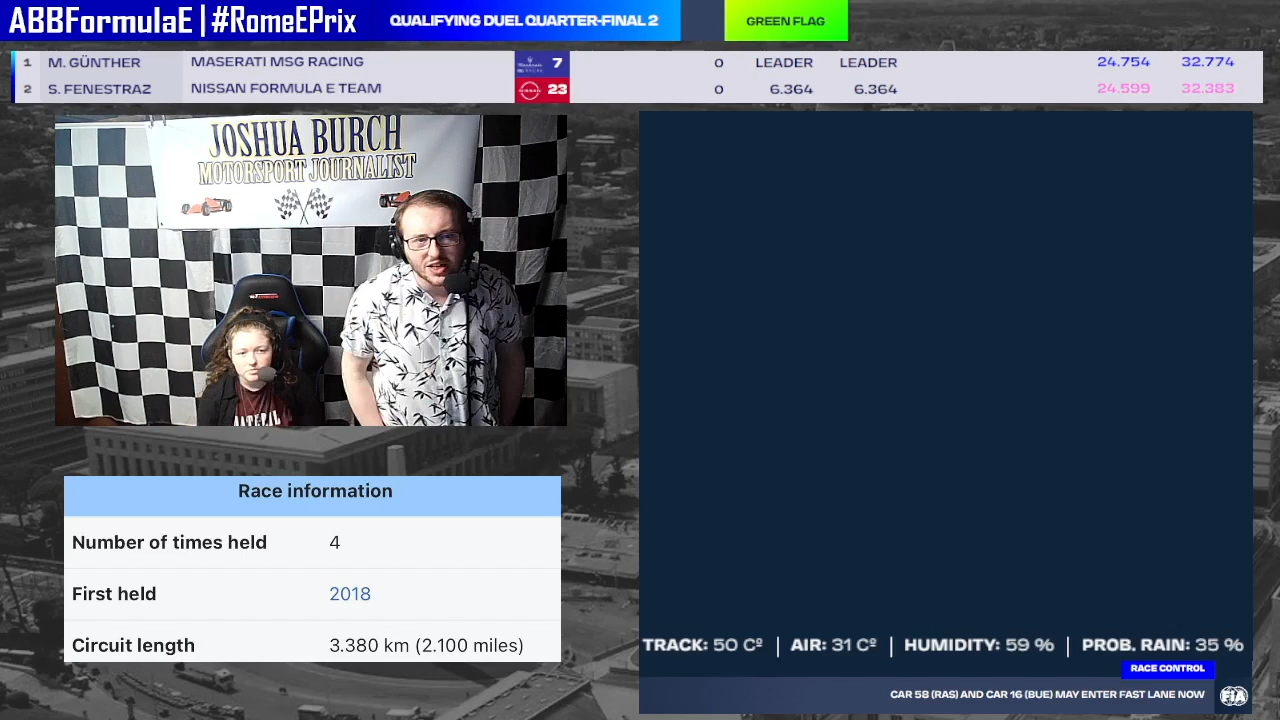 ABBFormulaE | #RomeEPrix
QUALIFYING DUEL QUARTER-FINAL 2
GREEN FLAG
1 M. GÜNTHER MASERATI MSG RACING 7 0 LEADER LEADER 24.754 32.774
2 S. FENESTRAZ NISSAN FORMULA E TEAM 23 0 6.364 6.364 24.599 32.383
JOSHUA BURCH
MOTORSPORT JOURNALIST
Race information
Number of times held 4
First held 2018
Circuit length 3.380 km (2.100 miles)
TRACK: 50 Cº | AIR: 31 Cº | HUMIDITY: 59 % | PROB. RAIN: 35 %
RACE CONTROL
CAR 58 (RAS) AND CAR 16 (BUE) MAY ENTER FAST LANE NOW
FIA